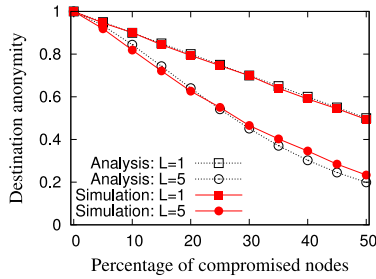 Destination anonymity
1
0.8
0.6
0.4
0.2
0
Analysis: L=1
Analysis: L=5
Simulation: L=1
Simulation: L=5
0 10 20 30 40 50
Percentage of compromised nodes